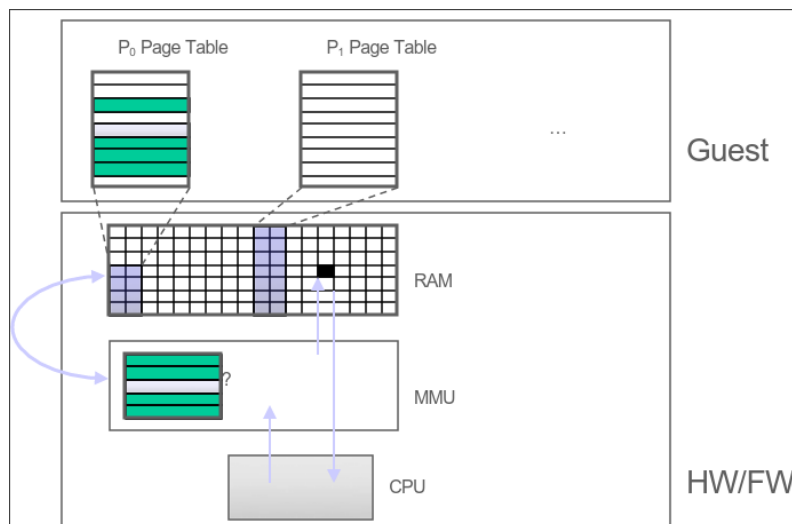 P₀ Page Table
P₁ Page Table
...
Guest
RAM
?
MMU
CPU
HW/FW